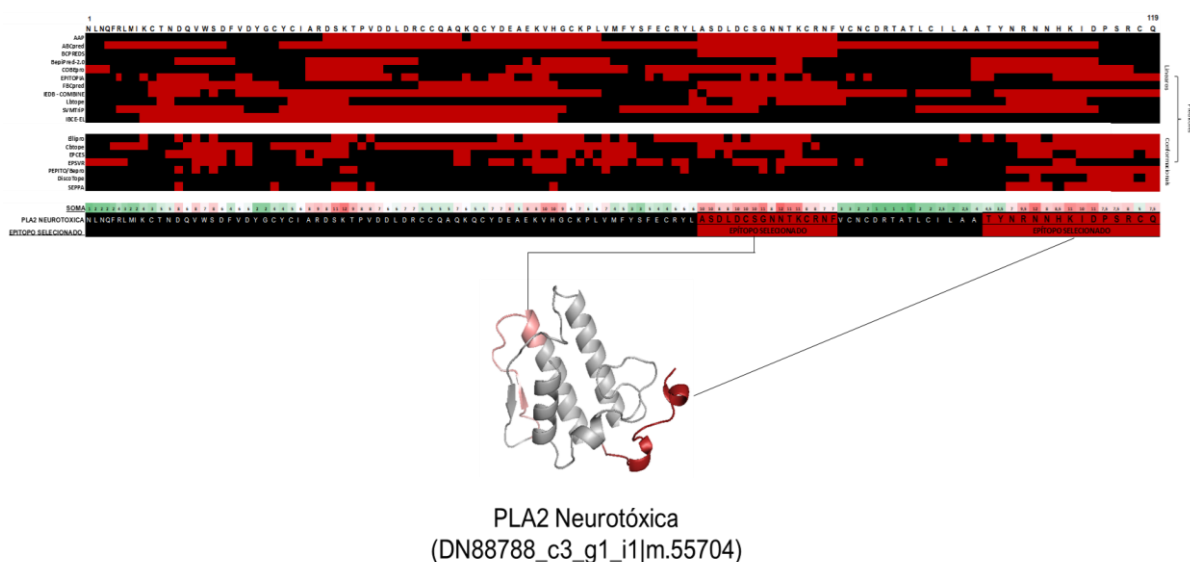 1 119
N L N Q F R L M I K C T N D Q V W S D F V D Y G C Y C I A R D S K T P V D D L D R C C Q A Q K Q C Y D E A E K V H G C K P L V M F Y S F E C R Y L A S D L D C S G N N T K C R N F V C N C D R T A T L C I L A A T Y N R N N H K I D P S R C Q
AAP
ABCpred
BCPREDS
BepiPred-2.0
COBEpro
EPITOPIA
FBCpred
IEDB - COMBINE
Lbtope
SVMTriP
IBCE-EL
Lineares
Ellipro
Cbtope
EPCES
EPSVR
PEPITO/Bepro
DiscoTope
SEPPA
Conformacionais
SOMA
PLA2 NEUROTOXICA N L N Q F R L M I K C T N D Q V W S D F V D Y G C Y C I A R D S K T P V D D L D R C C Q A Q K Q C Y D E A E K V H G C K P L V M F Y S F E C R Y L A S D L D C S G N N T K C R N F V C N C D R T A T L C I L A A T Y N R N N H K I D P S R C Q
EPITOPO SELECIONADO EPÍTOPO SELECIONADO EPÍTOPO SELECIONADO
PLA2 Neurotóxica
(DN88788_c3_g1_i1|m.55704)